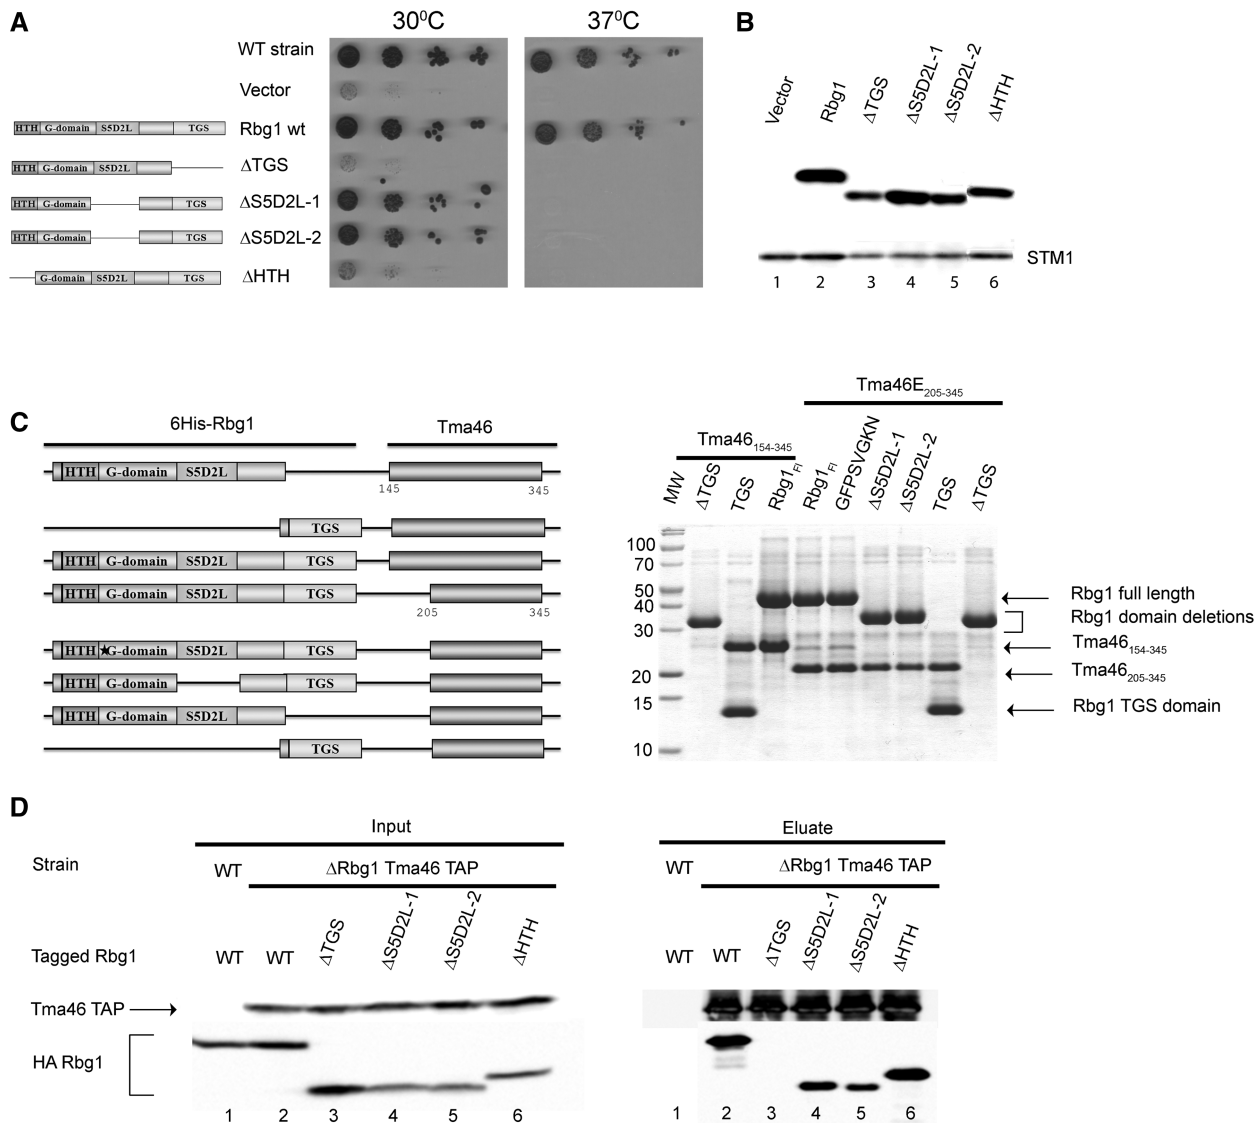 A
30⁰C
37⁰C
WT strain
Vector
HTH G-domain S5D2L TGS
Rbg1 wt
HTH G-domain S5D2L
ΔTGS
HTH G-domain TGS
ΔS5D2L-1
HTH G-domain TGS
ΔS5D2L-2
G-domain S5D2L TGS
ΔHTH
B
Vector
Rbg1
ΔTGS
ΔS5D2L-1
ΔS5D2L-2
ΔHTH
STM1
1 2 3 4 5 6
C
6His-Rbg1
Tma46
HTH G-domain S5D2L
145
345
TGS
HTH G-domain S5D2L TGS
HTH G-domain S5D2L TGS
205
345
HTH ★G-domain S5D2L TGS
HTH G-domain TGS
HTH G-domain S5D2L
TGS
Tma46E205-345
Tma46154-345
MW
ΔTGS
TGS
Rbg1Fl
Rbg1Fl
GFPSVGKN
ΔS5D2L-1
ΔS5D2L-2
TGS
ΔTGS
100
70
50
40
30
20
15
10
Rbg1 full length
Rbg1 domain deletions
Tma46154-345
Tma46205-345
Rbg1 TGS domain
D
Input
Strain
WT
ΔRbg1 Tma46 TAP
Tagged Rbg1
WT
WT
ΔTGS
ΔS5D2L-1
ΔS5D2L-2
ΔHTH
Tma46 TAP
HA Rbg1
1 2 3 4 5 6
Eluate
WT
ΔRbg1 Tma46 TAP
WT
WT
ΔTGS
ΔS5D2L-1
ΔS5D2L-2
ΔHTH
1 2 3 4 5 6